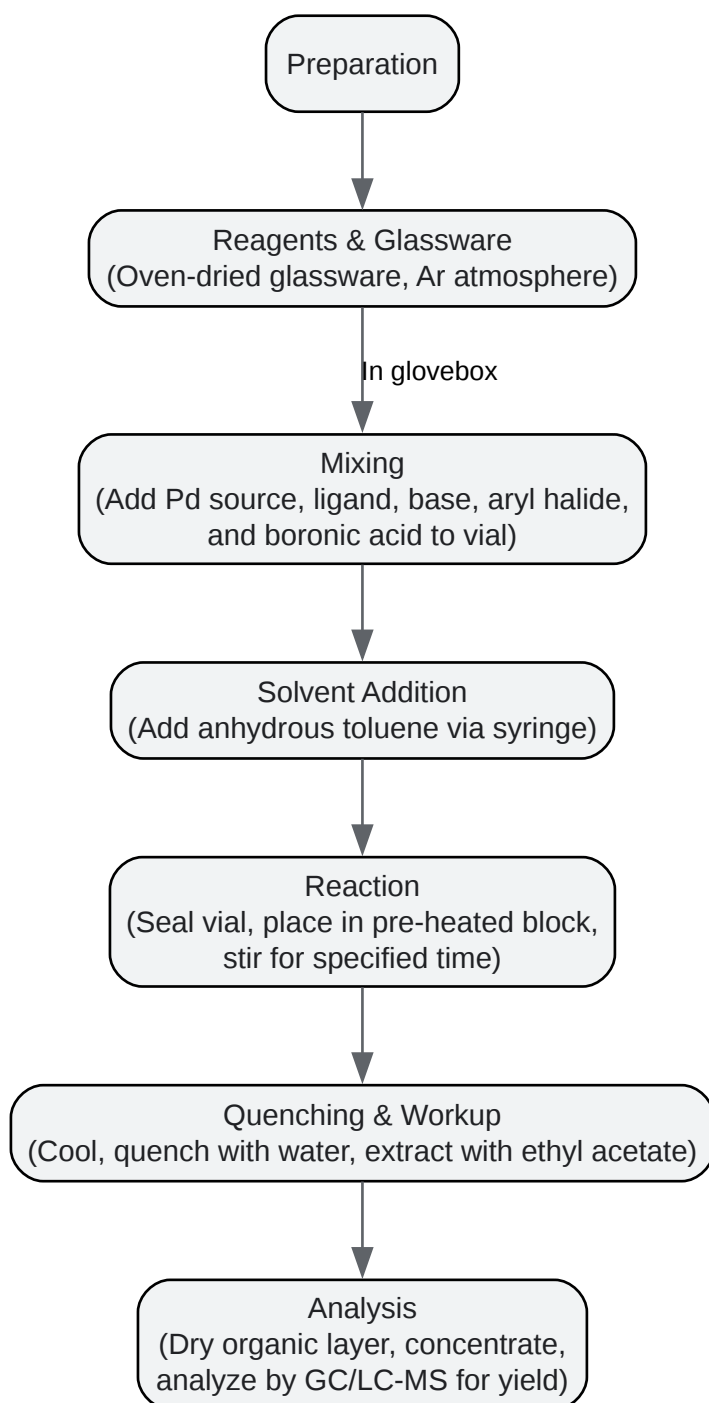 Preparation
Reagents & Glassware
(Oven-dried glassware, Ar atmosphere)
In glovebox
Mixing
(Add Pd source, ligand, base, aryl halide,
and boronic acid to vial)
Solvent Addition
(Add anhydrous toluene via syringe)
Reaction
(Seal vial, place in pre-heated block,
stir for specified time)
Quenching & Workup
(Cool, quench with water, extract with ethyl acetate)
Analysis
(Dry organic layer, concentrate,
analyze by GC/LC-MS for yield)